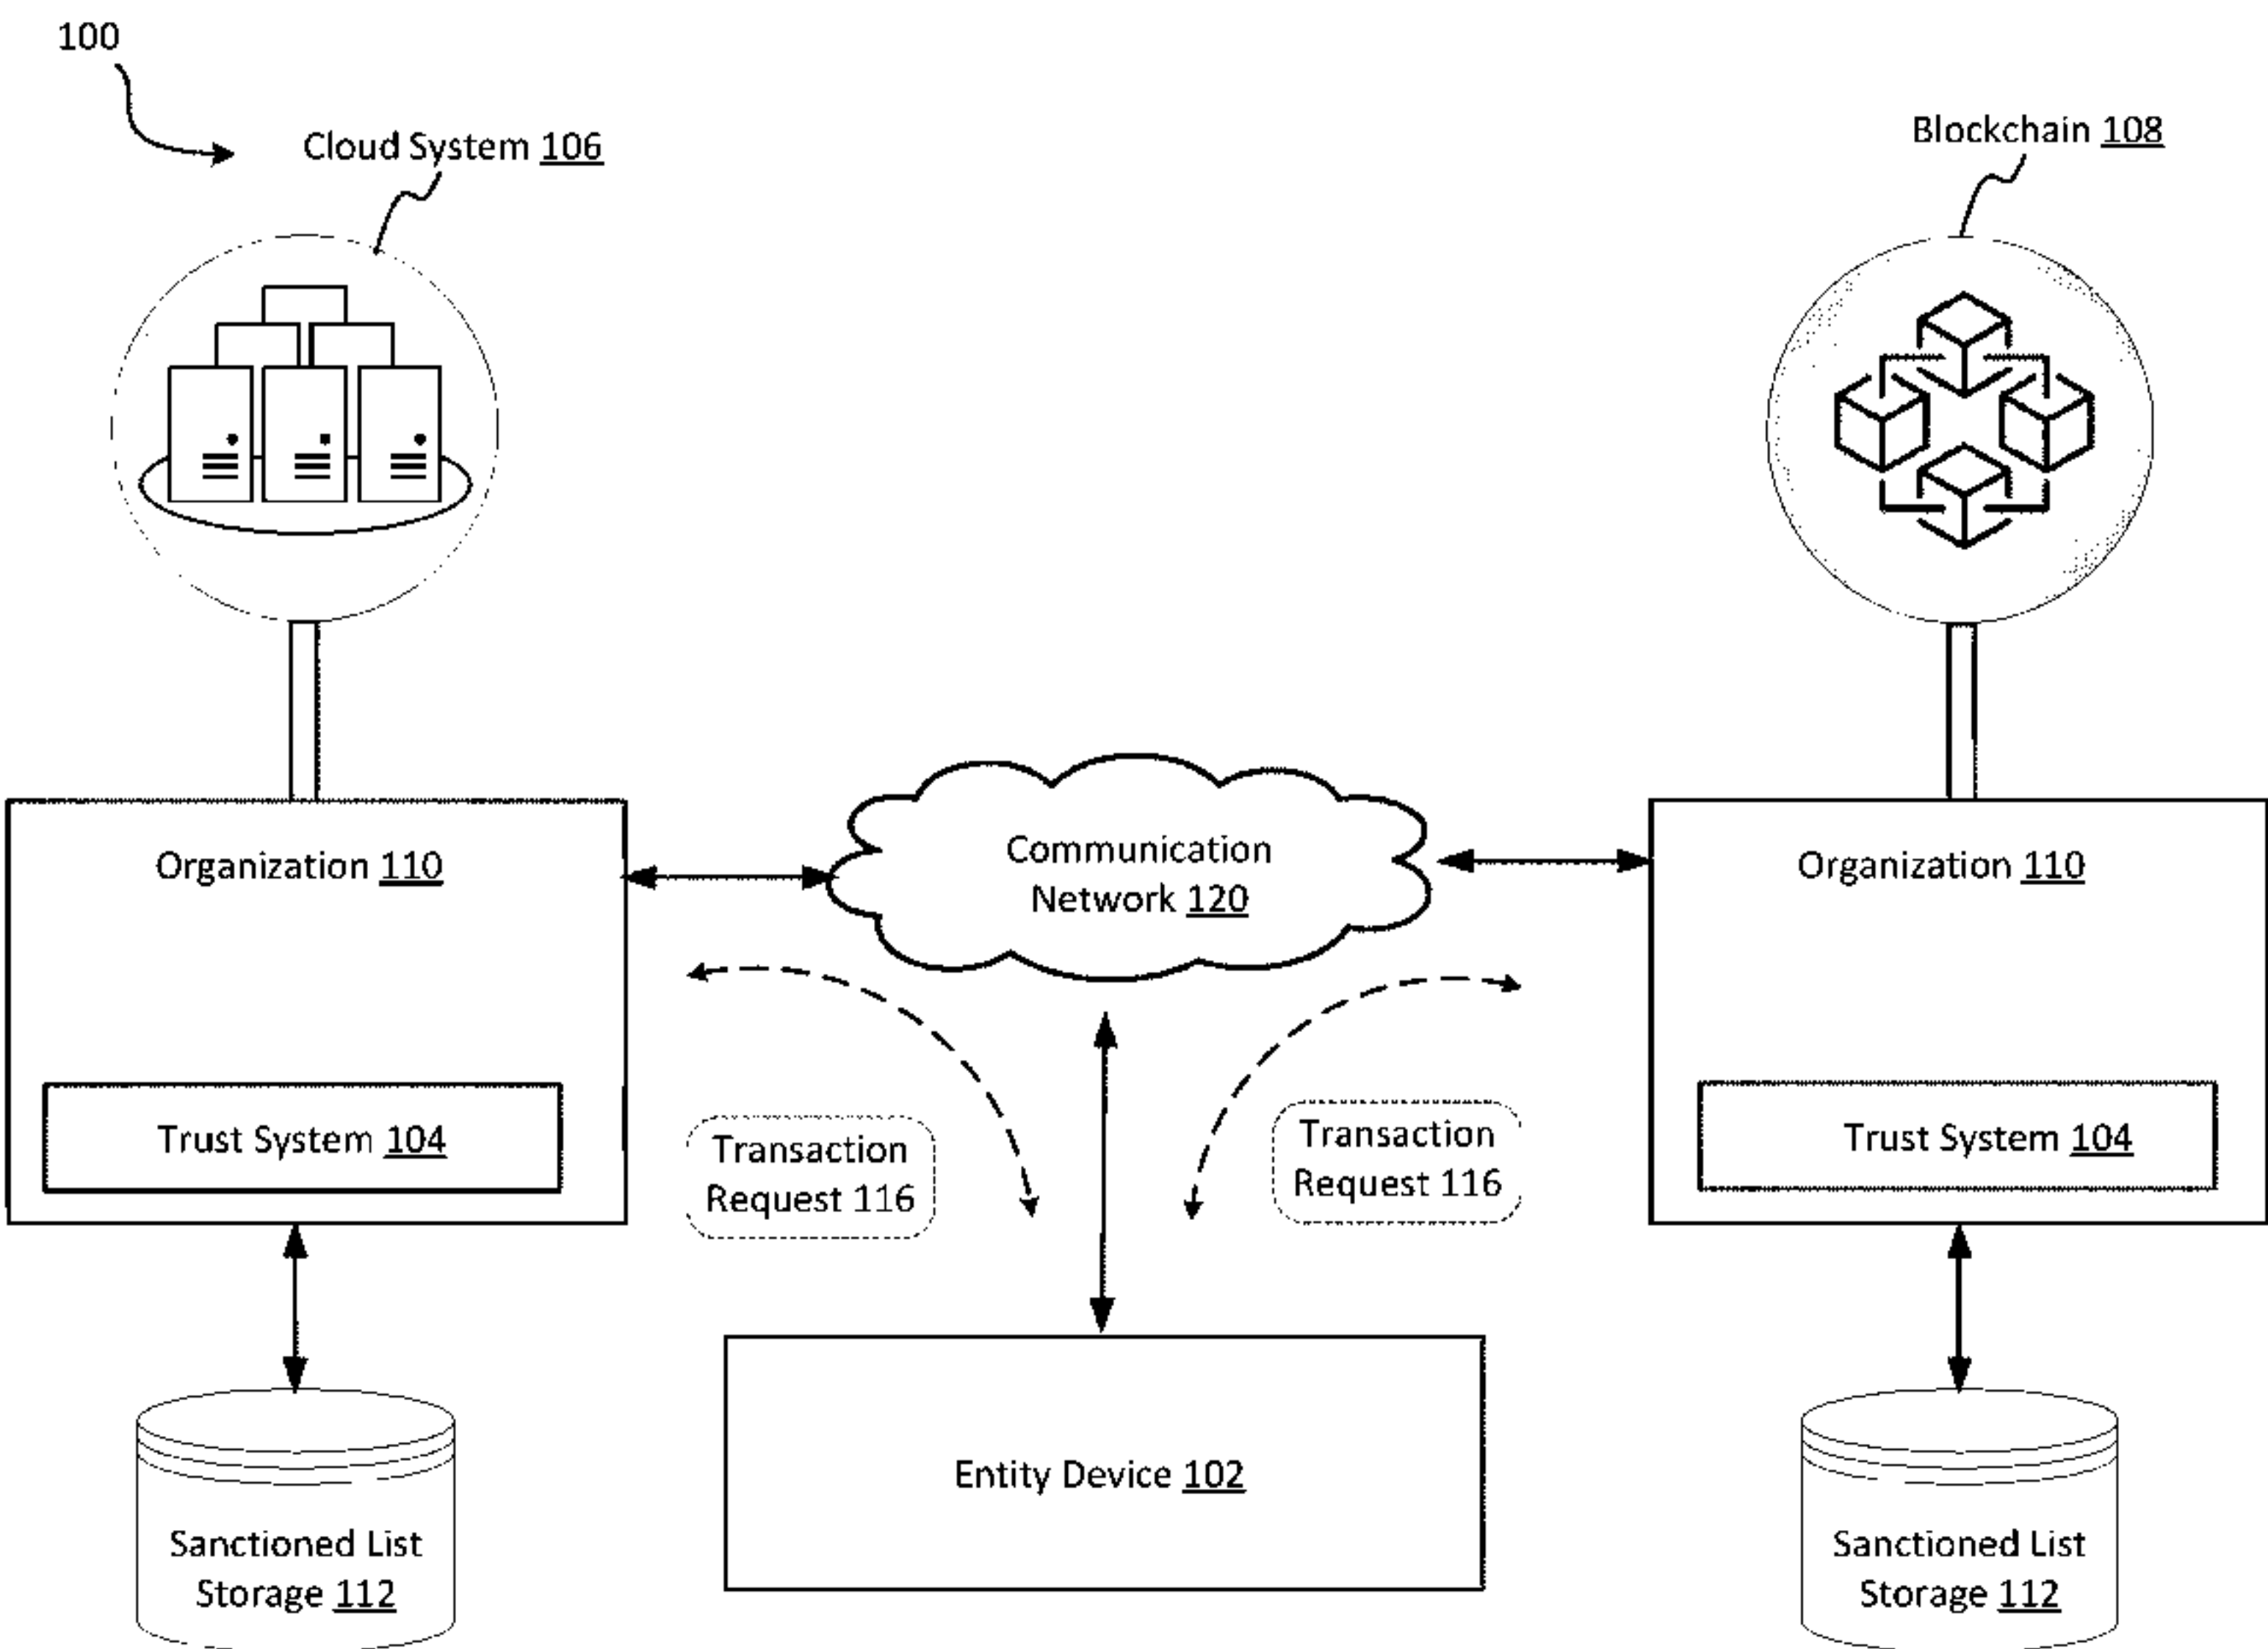 100
Cloud System 106
Blockchain 108
Organization 110
Communication
Network 120
Organization 110
Trust System 104
Transaction
Request 116
Transaction
Request 116
Trust System 104
Entity Device 102
Sanctioned List
Storage 112
Sanctioned List
Storage 112